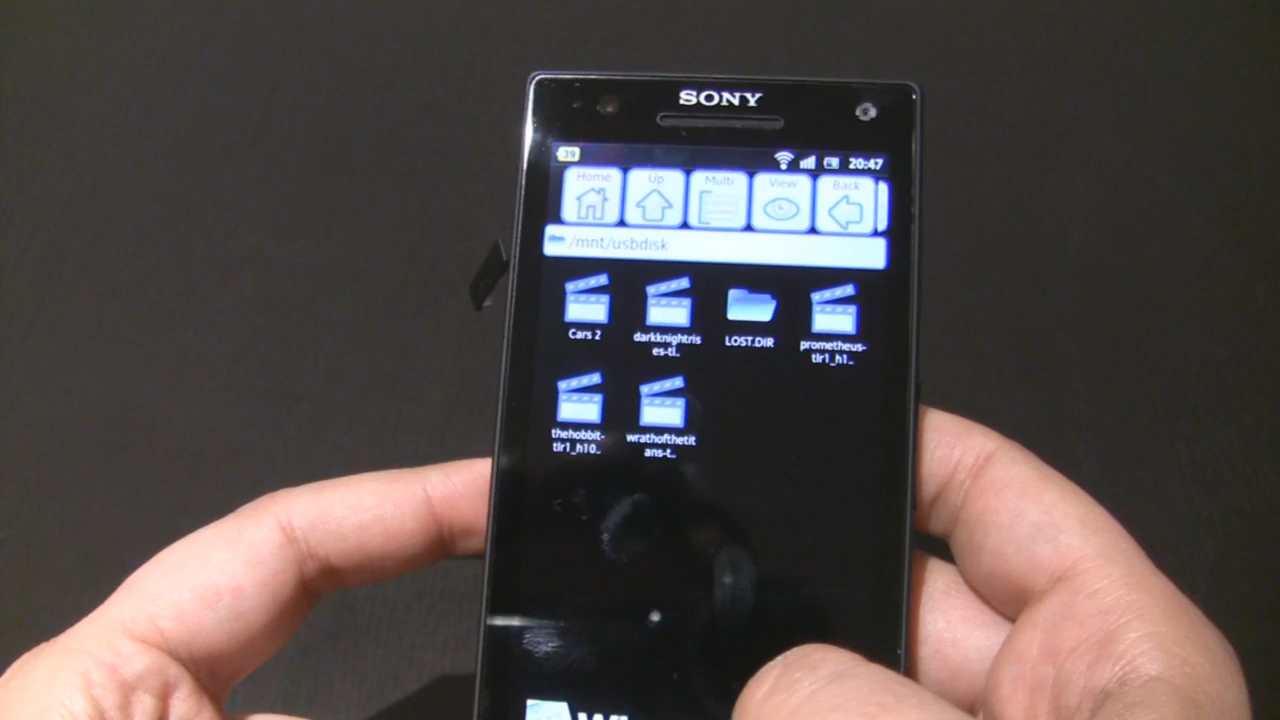 SONY
39
20:47
Home
Up
Multi
View
Back
/mnt/usbdisk
Cars 2
darkknightris
es-tl..
LOST.DIR
prometheus-
tlr1_h1..
thehobbit-
tlr1_h10..
wrathofthetit
ans-t..